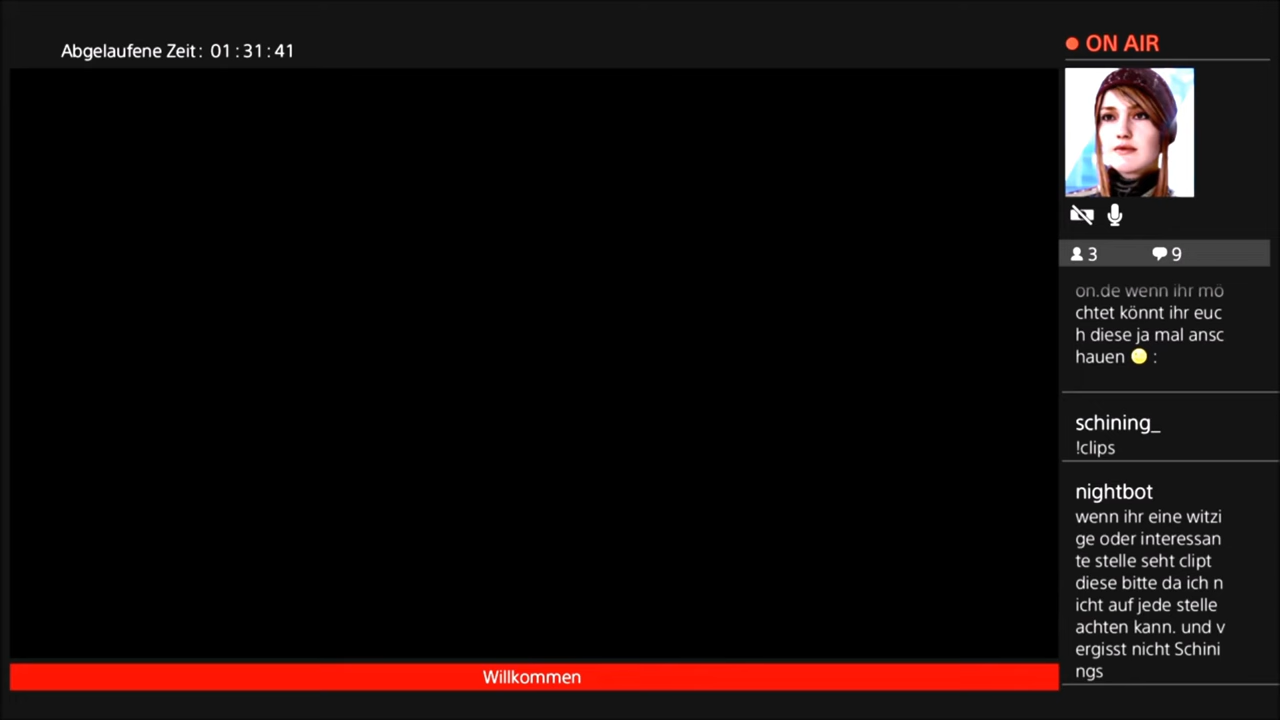 Abgelaufene Zeit: 01:31:41
ON AIR
3 9
on.de wenn ihr mö
chtet könnt ihr euc
h diese ja mal ansc
hauen :
schining_
!clips
nightbot
wenn ihr eine witzi
ge oder interessan
te stelle seht clipt
diese bitte da ich n
icht auf jede stelle
achten kann. und v
ergisst nicht Schini
ngs
Willkommen